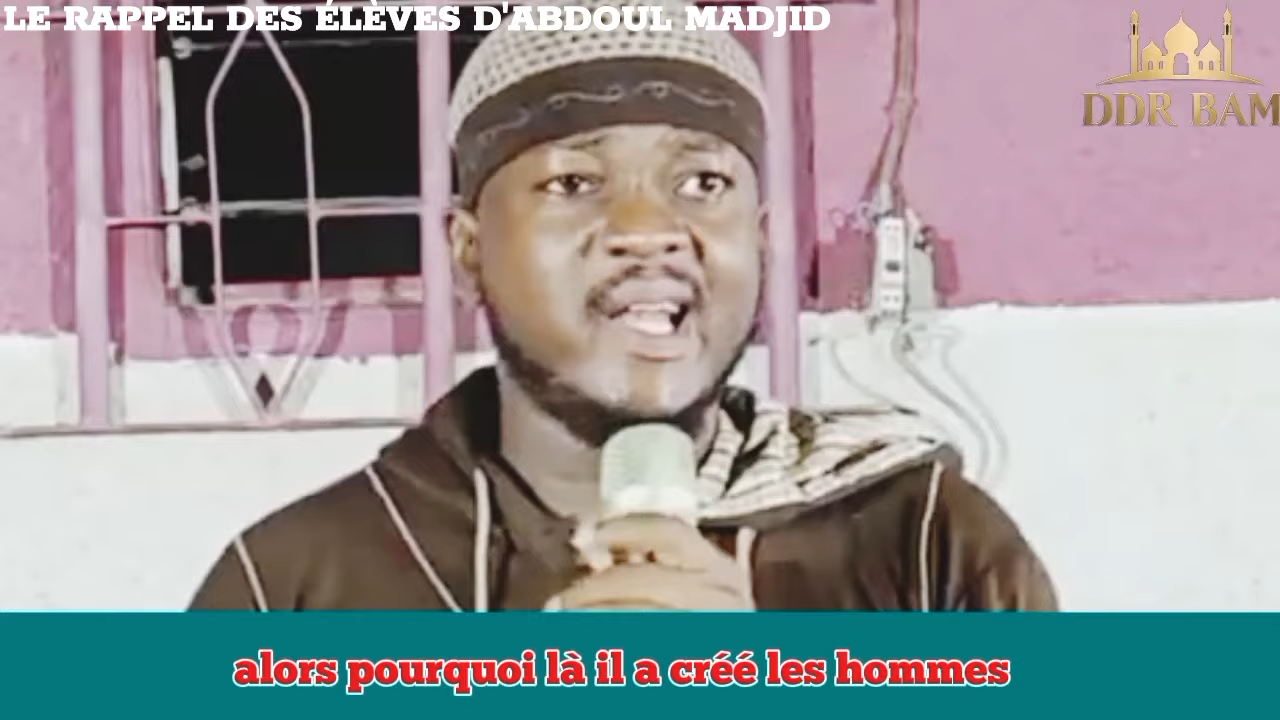 LE RAPPEL DES ÉLÈVES D'ABDOUL MADJID
DDR BAM
alors pourquoi là il a créé les hommes